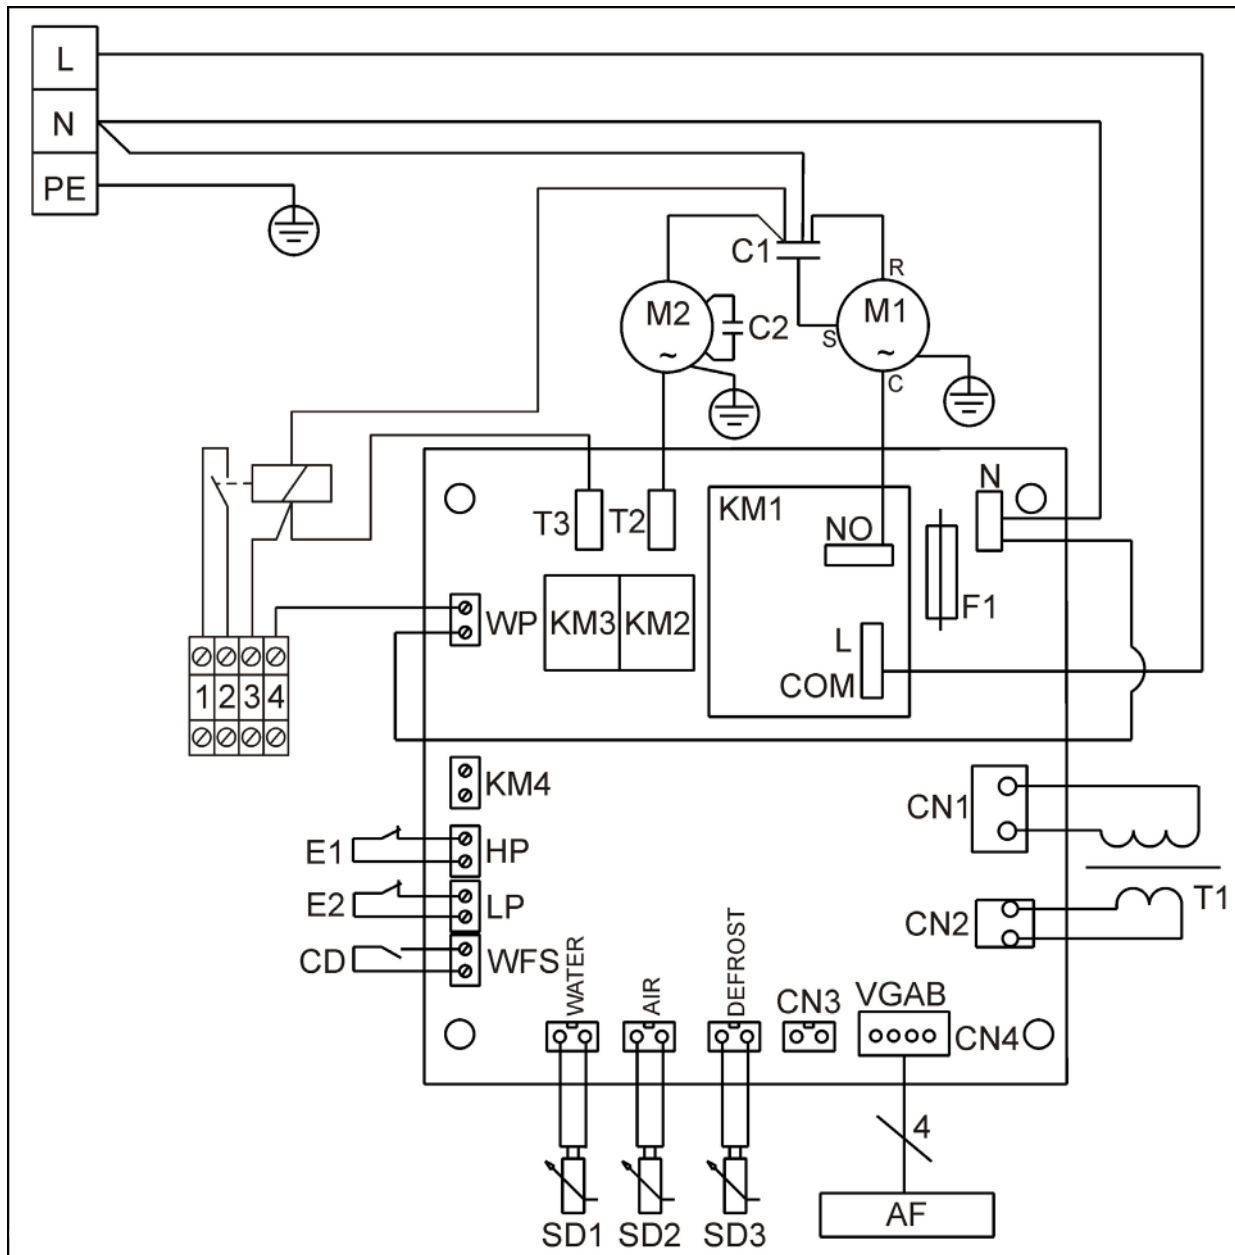 L
N
PE
C1
R
M2
~
C2
S
M1
~
C
KM1
N
T3
T2
NO
F1
WP
KM3
KM2
L
COM
1
2
3
4
KM4
CN1
E1
HP
E2
LP
CN2
T1
CD
WFS
WATER
AIR
DEFROST
CN3
VGAB
CN4
4
SD1
SD2
SD3
AF